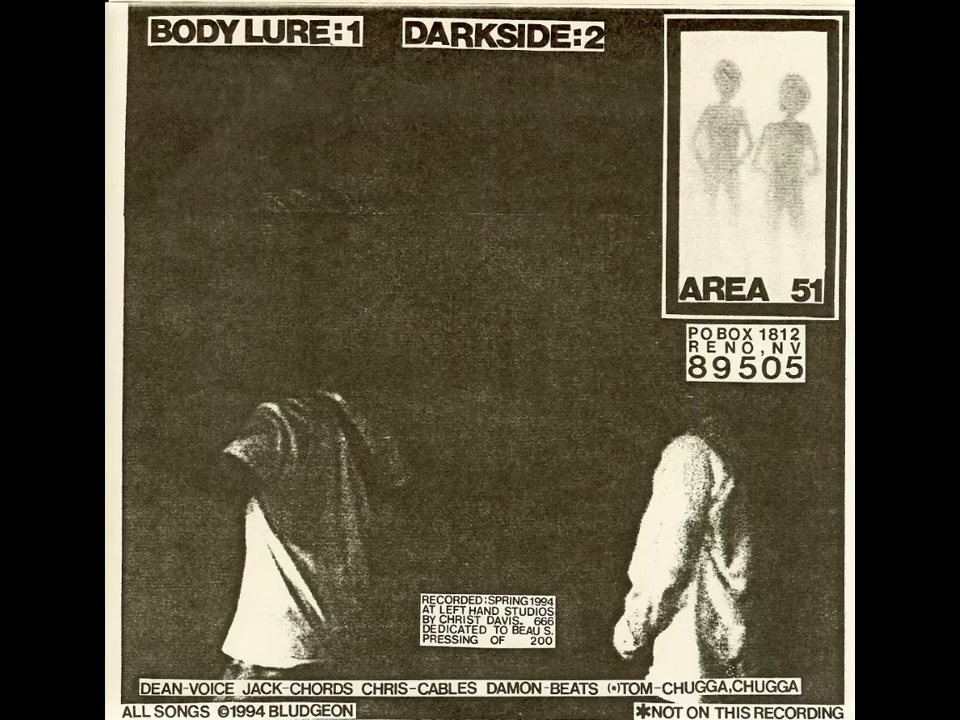 BODY LURE:1 DARKSIDE:2
AREA 51
PO BOX 1812
RENO, NV
89505
RECORDED:SPRING 1994
AT LEFT HAND STUDIOS
BY CHRIST DAVIS. 666
DEDICATED TO BEAU S.
PRESSING OF 200
DEAN-VOICE JACK-CHORDS CHRIS-CABLES DAMON-BEATS (*)TOM-CHUGGA,CHUGGA
ALL SONGS ©1994 BLUDGEON
*NOT ON THIS RECORDING